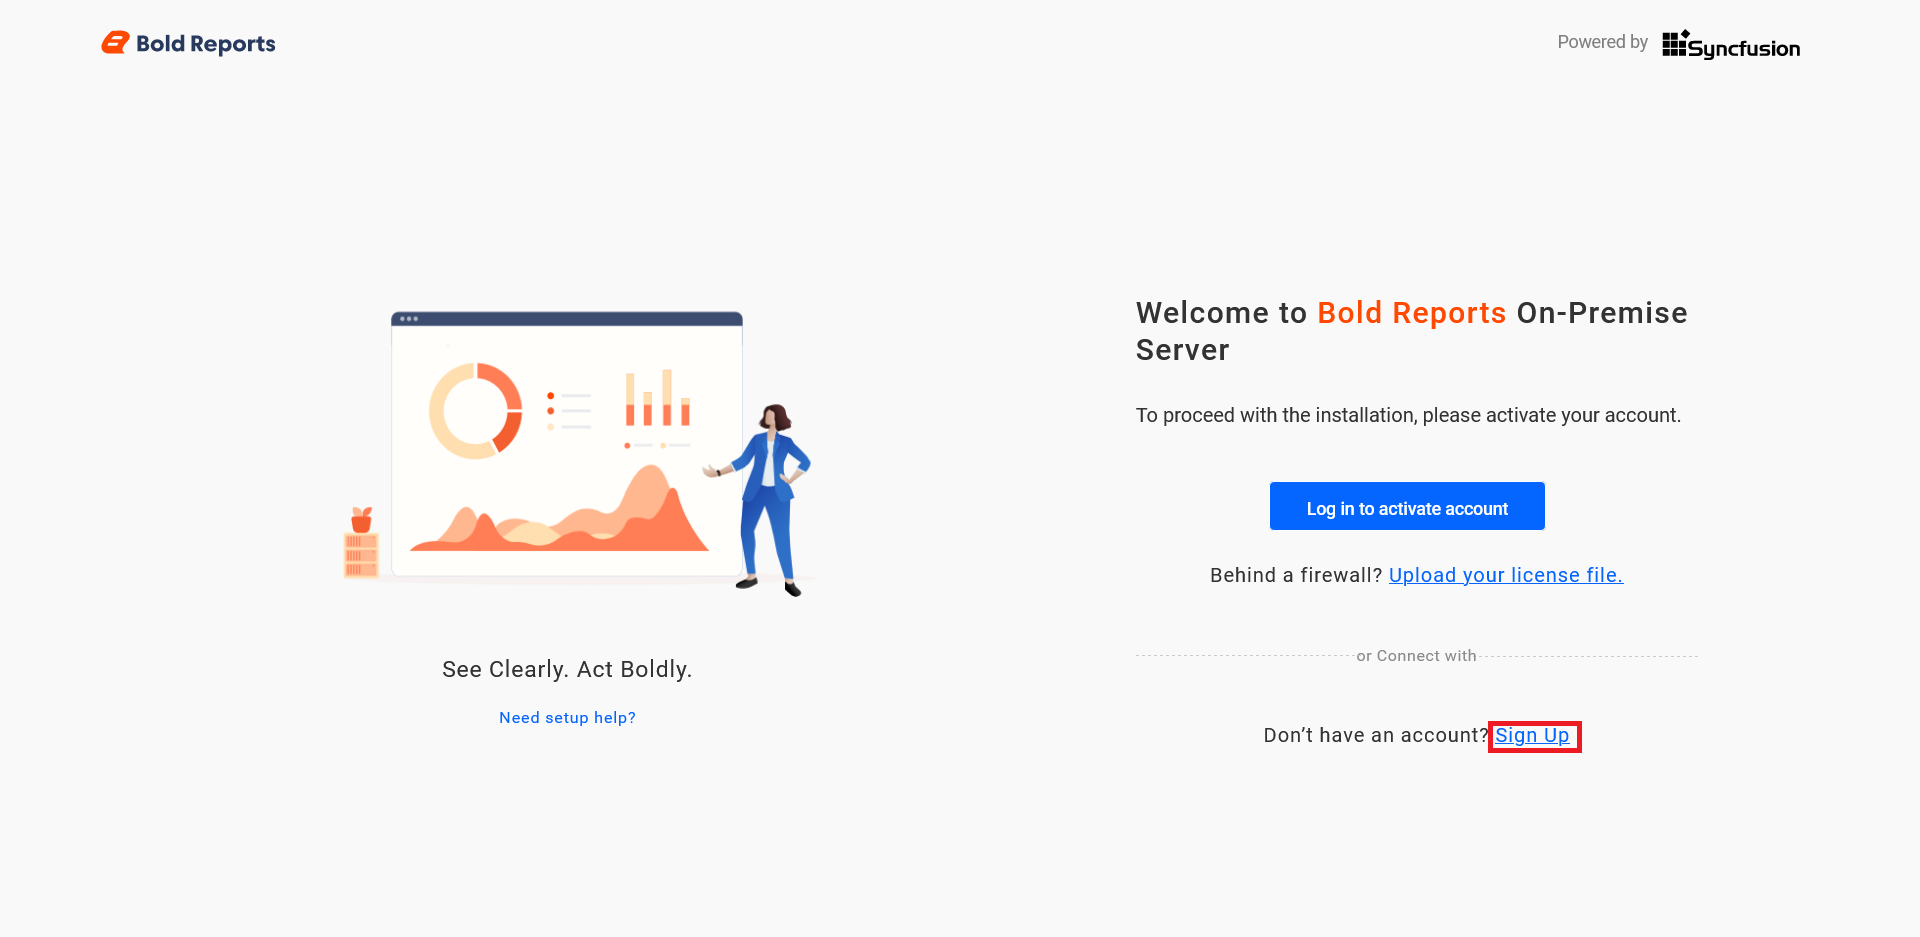 Bold Reports
Powered by Syncfusion
Welcome to Bold Reports On-Premise
Server
To proceed with the installation, please activate your account.
Log in to activate account
Behind a firewall? Upload your license file.
or Connect with
Don’t have an account? Sign Up
See Clearly. Act Boldly.
Need setup help?